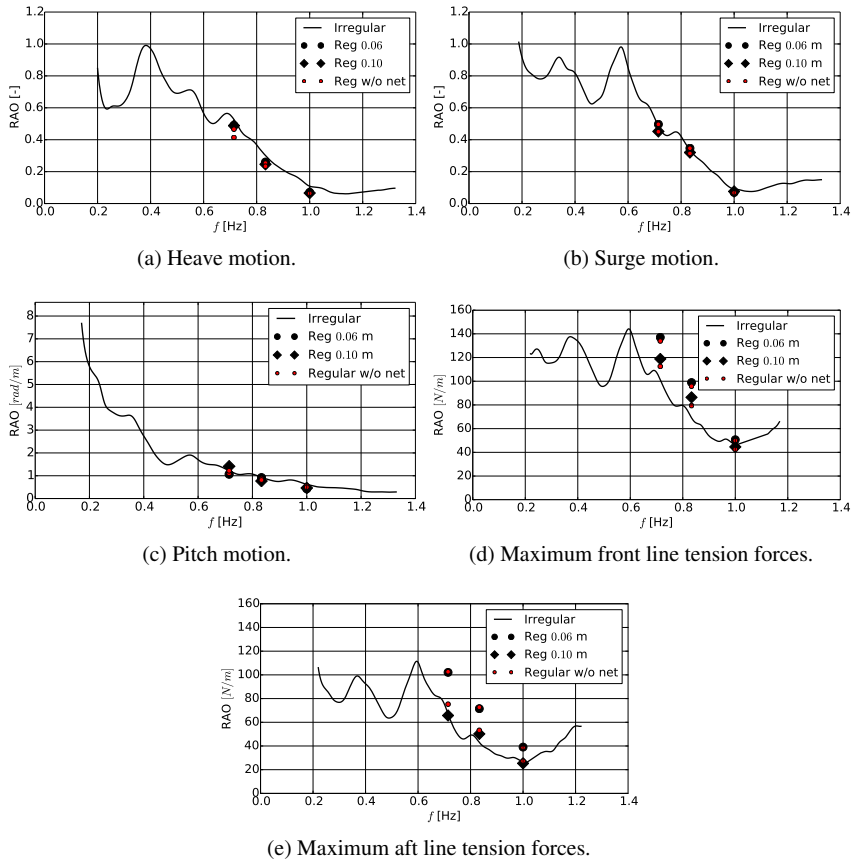 1.2
1.0
0.8
0.6
0.4
0.2
0.0
RAO [-]
0.0 0.2 0.4 0.6 0.8 1.0 1.2 1.4
f [Hz]
Irregular
Reg 0.06
Reg 0.10
Reg w/o net
(a) Heave motion.
1.2
1.0
0.8
0.6
0.4
0.2
0.0
RAO [-]
0.0 0.2 0.4 0.6 0.8 1.0 1.2 1.4
f [Hz]
Irregular
Reg 0.06 m
Reg 0.10 m
Reg w/o net
(b) Surge motion.
8
7
6
5
4
3
2
1
0
RAO [rad/m]
0.0 0.2 0.4 0.6 0.8 1.0 1.2 1.4
f [Hz]
Irregular
Reg 0.06 m
Reg 0.10 m
Regular w/o net
(c) Pitch motion.
160
140
120
100
80
60
40
20
0
RAO [N/m]
0.0 0.2 0.4 0.6 0.8 1.0 1.2 1.4
f [Hz]
Irregular
Reg 0.06 m
Reg 0.10 m
Regular w/o net
(d) Maximum front line tension forces.
160
140
120
100
80
60
40
20
0
RAO [N/m]
0.0 0.2 0.4 0.6 0.8 1.0 1.2 1.4
f [Hz]
Irregular
Reg 0.06 m
Reg 0.10 m
Regular w/o net
(e) Maximum aft line tension forces.